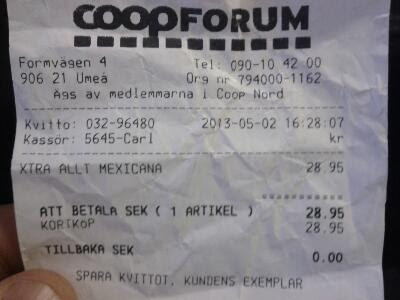 coop FORUM
Formvägen 4 Tel: 090-10 42 00
906 21 Umeå Org nr 794000-1162
Ägs av medlemmarna i Coop Nord
Kvitto: 032-96480 2013-05-02 16:28:07
Kassör: 5645-Carl kr
XTRA ALLT MEXICANA 28.95
ATT BETALA SEK ( 1 ARTIKEL ) 28.95
KORTKÖP 28.95
TILLBAKA SEK 0.00
SPARA KVITTOT, KUNDENS EXEMPLAR